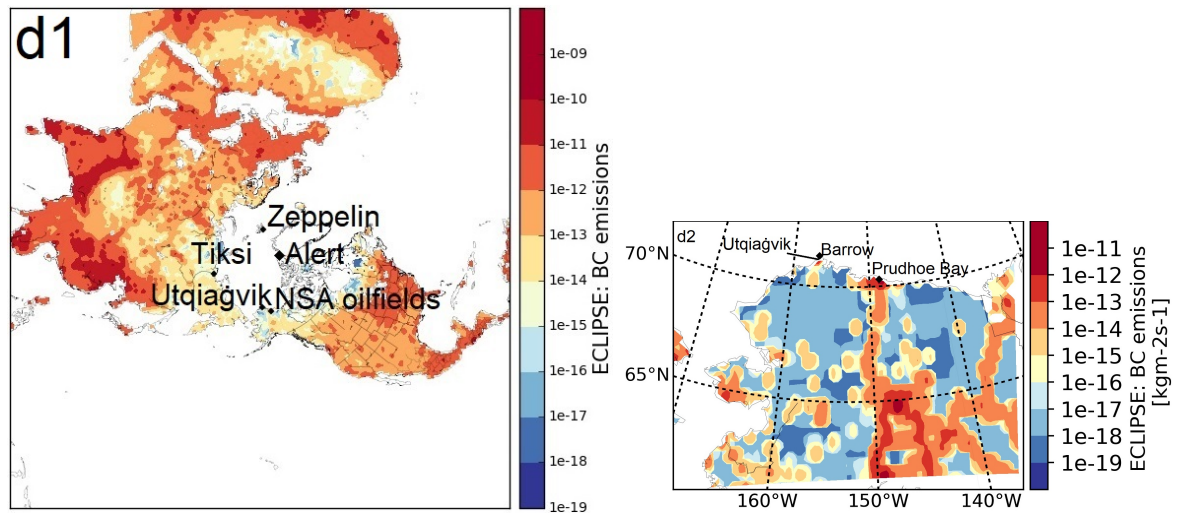 d1
Zeppelin
Tiksi
Alert
Utqiaġvik
NSA oilfields
1e-09
1e-10
1e-11
1e-12
1e-13
1e-14
1e-15
1e-16
1e-17
1e-18
1e-19
ECLIPSE: BC emissions
d2
Utqiaġvik
Barrow
Prudhoe Bay
70°N
65°N
160°W
150°W
140°W
1e-11
1e-12
1e-13
1e-14
1e-15
1e-16
1e-17
1e-18
1e-19
ECLIPSE: BC emissions
[kgm-2s-1]